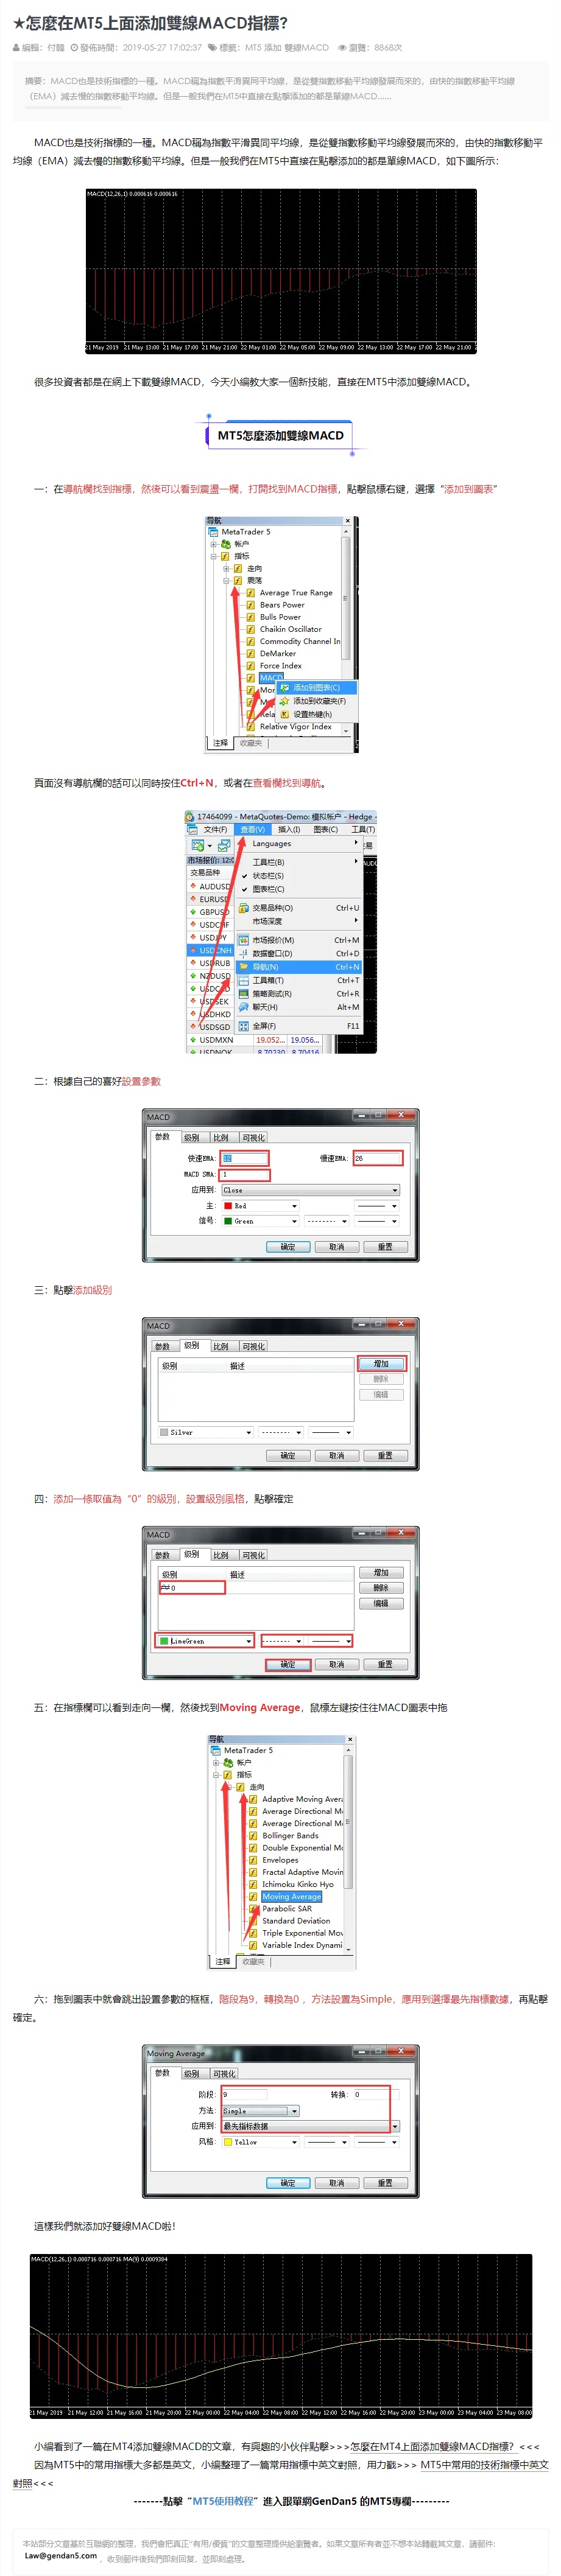 ★怎麼在MT5上面添加雙線MACD指標?
編輯：付韓 發佈時間：2019-05-27 17:02:37 標籤：MT5 添加 雙線MACD 瀏覽：8868次
摘要：MACD也是技術指標的一種。MACD稱為指數平滑異同平均線，是從雙指數移動平均線發展而來的，由快的指數移動平均線
（EMA）減去慢的指數移動平均線。但是一般我們在MT5中直接在點擊添加的都是單線MACD......
MACD也是技術指標的一種。MACD稱為指數平滑異同平均線，是從雙指數移動平均線發展而來的，由快的指數移動平
均線（EMA）減去慢的指數移動平均線。但是一般我們在MT5中直接在點擊添加的都是單線MACD，如下圖所示：
MACD(12,26,1) 0.000616 0.000616
21 May 2019 21 May 13:00 21 May 17:00 21 May 21:00 22 May 01:00 22 May 05:00 22 May 09:00 22 May 13:00 22 May 17:00 22 May 21:00
很多投資者都是在網上下載雙線MACD，今天小編教大家一個新技能，直接在MT5中添加雙線MACD。
MT5怎麼添加雙線MACD
一：在導航欄找到指標，然後可以看到震盪一欄，打開找到MACD指標，點擊鼠標右鍵，選擇“添加到圖表”
导航
MetaTrader 5
帐户
指标
走向
震荡
Average True Range
Bears Power
Bulls Power
Chaikin Oscillator
Commodity Channel In
DeMarker
Force Index
MACD
添加到图表(C)
Mor
添加到收藏夹(F)
M
设置热键(h)
Rela
Relative Vigor Index
注释 收藏夹
頁面沒有導航欄的話可以同時按住Ctrl+N，或者在查看欄找到導航。
17464099 - MetaQuotes-Demo: 模拟帐户 - Hedge -
文件(F) 查看(V) 插入(I) 图表(C) 工具(T)
Languages
市场报价: 12:0
工具栏(B)
交易品种
状态栏(S)
AUDUSD
图表栏(C)
EURUSD
GBPUSD
交易品种(O) Ctrl+U
USDCHF
市场深度
USDJPY
市场报价(M) Ctrl+M
USDCNH
数据窗口(D) Ctrl+D
USDRUB
导航(N) Ctrl+N
NZDUSD
工具箱(T) Ctrl+T
USDCAD
策略测试(R) Ctrl+R
USDSEK
聊天(H) Alt+M
USDHKD
全屏(F) F11
USDSGD
USDMXN 19.052... 19.056...
USDNOK 8.70230 8.70416
二：根據自己的喜好設置參數
MACD
参数 级别 比例 可视化
快速EMA: 12 慢速EMA: 26
MACD SMA: 1
应用到: Close
主: Red
信号: Green
确定 取消 重置
三：點擊添加級別
MACD
参数 级别 比例 可视化
级别 描述 增加
删除
编辑
Silver
确定 取消 重置
四：添加一條取值為“0”的級別，設置級別風格，點擊確定
MACD
参数 级别 比例 可视化
级别 描述 增加
0 删除
编辑
LimeGreen
确定 取消 重置
五：在指標欄可以看到走向一欄，然後找到Moving Average，鼠標左鍵按住往MACD圖表中拖
导航
MetaTrader 5
帐户
指标
走向
Adaptive Moving Avera
Average Directional Mo
Average Directional Mo
Bollinger Bands
Double Exponential Mo
Envelopes
Fractal Adaptive Movin
Ichimoku Kinko Hyo
Moving Average
Parabolic SAR
Standard Deviation
Triple Exponential Mov
Variable Index Dynami
注释 收藏夹
六：拖到圖表中就會跳出設置參數的框框，階段為9，轉換為0 ，方法設置為Simple，應用到選擇最先指標數據，再點擊
確定。
Moving Average
参数 级别 可视化
阶段: 9 转换: 0
方法: Simple
应用到: 最先指标数据
风格: Yellow
确定 取消 重置
這樣我們就添加好雙線MACD啦！
MACD(12,26,1) 0.000716 0.000716 MA(9) 0.0009304
21 May 2019 21 May 12:00 21 May 16:00 21 May 20:00 22 May 00:00 22 May 04:00 22 May 08:00 22 May 12:00 22 May 16:00 22 May 20:00 23 May 00:00 23 May 04:00 23 May 08:00
小編看到了一篇在MT4添加雙線MACD的文章，有興趣的小伙伴點擊>>>怎麼在MT4上面添加雙線MACD指標？<<<
因為MT5中的常用指標大多都是英文，小編整理了一篇常用指標中英文對照，用力戳>>> MT5中常用的技術指標中英文
對照<<<
-------點擊“MT5使用教程”進入跟單網GenDan5 的MT5專欄---------
本站部分文章基於互聯網的整理，我們會把真正“有用/優質”的文章整理提供給瀏覽者。如果文章所有者並不想本站轉載其文章，請郵件：
Law@gendan5.com ，收到郵件後我們即刻回复，並即刻處理。